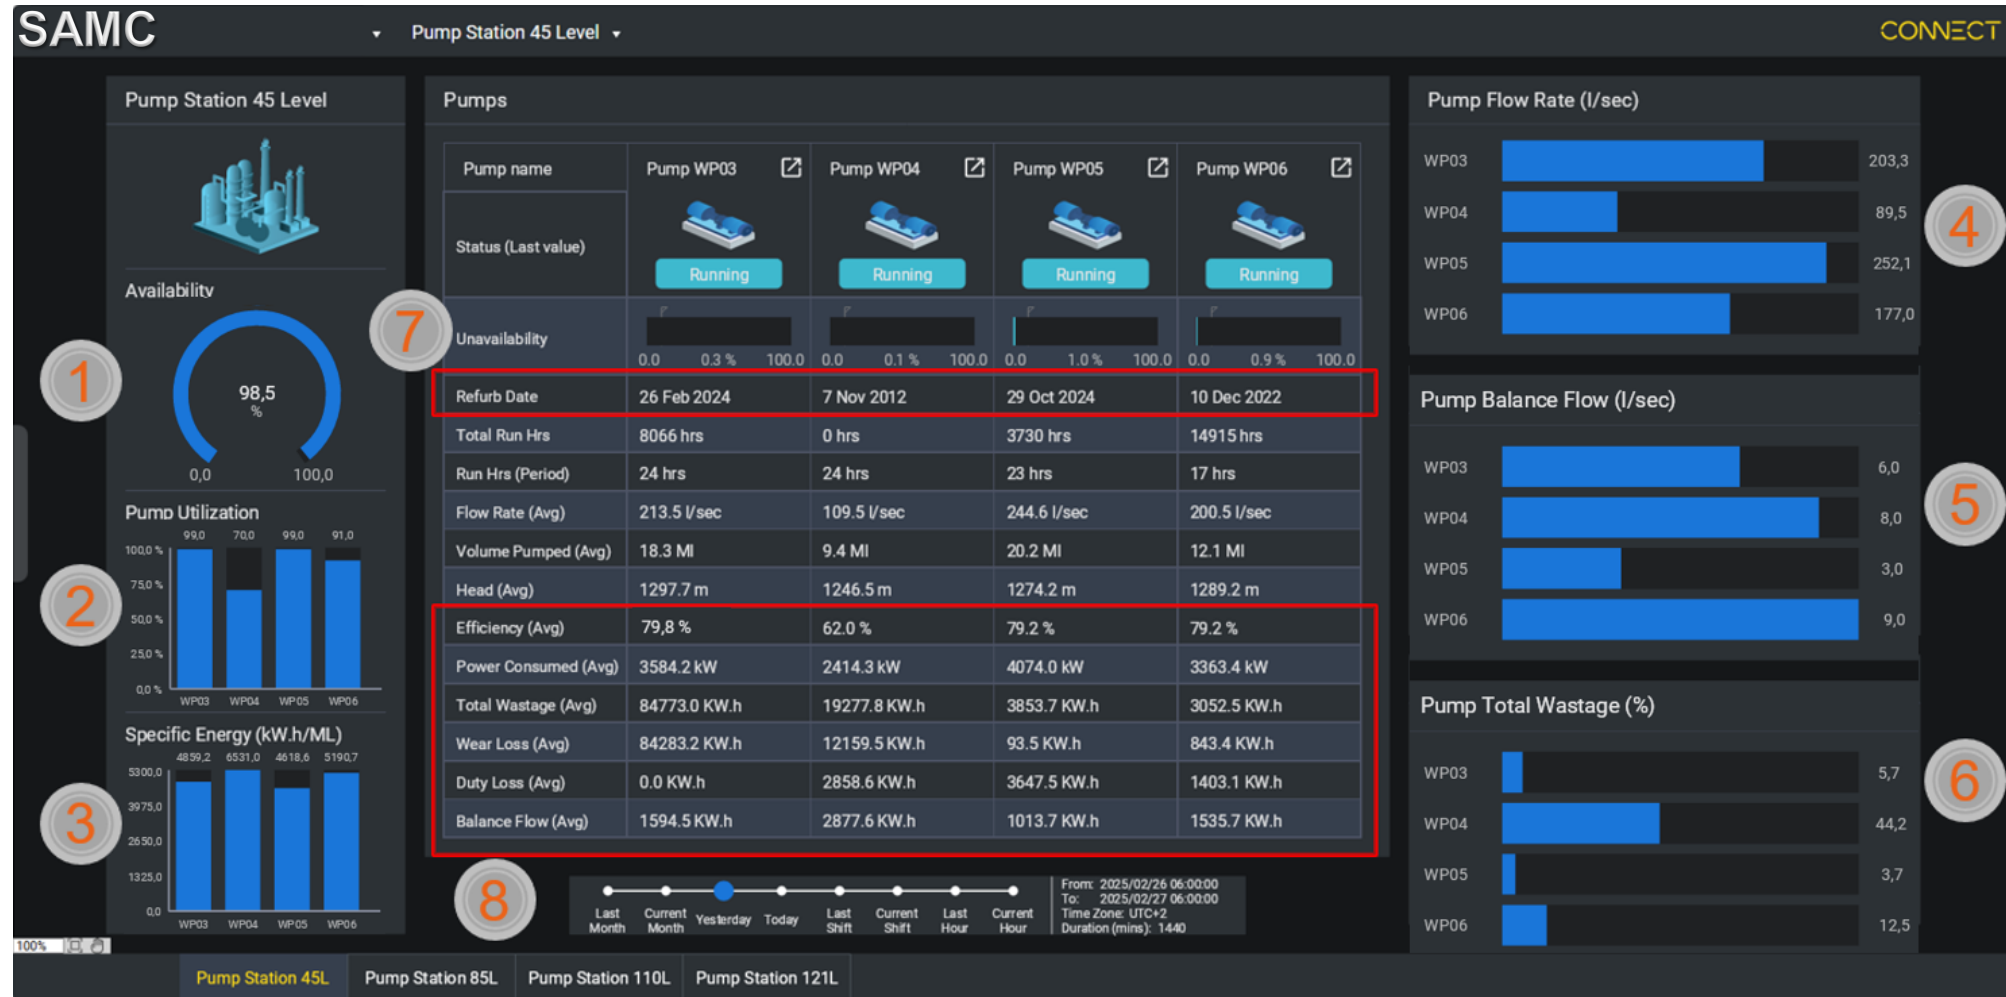 SAMC
Pump Station 45 Level
CONNECT
Pump Station 45 Level
Availability
98,5
%
0,0 100,0
1
Pump Utilization
99,0 70,0 99,0 91,0
100,0 %
75,0 %
50,0 %
25,0 %
0,0 %
WP03 WP04 WP05 WP06
2
Specific Energy (kW.h/ML)
4859,2 6531,0 4618,6 5190,7
5300,0
3975,0
2650,0
1325,0
0,0
WP03 WP04 WP05 WP06
3
Pumps
Pump name Pump WP03 Pump WP04 Pump WP05 Pump WP06
Status (Last value) Running Running Running Running
7
Unavailability 0.0 0.3 % 100.0 0.0 0.1 % 100.0 0.0 1.0 % 100.0 0.0 0.9 % 100.0
Refurb Date 26 Feb 2024 7 Nov 2012 29 Oct 2024 10 Dec 2022
Total Run Hrs 8066 hrs 0 hrs 3730 hrs 14915 hrs
Run Hrs (Period) 24 hrs 24 hrs 23 hrs 17 hrs
Flow Rate (Avg) 213.5 l/sec 109.5 l/sec 244.6 l/sec 200.5 l/sec
Volume Pumped (Avg) 18.3 Ml 9.4 Ml 20.2 Ml 12.1 Ml
Head (Avg) 1297.7 m 1246.5 m 1274.2 m 1289.2 m
Efficiency (Avg) 79,8 % 62.0 % 79.2 % 79.2 %
Power Consumed (Avg) 3584.2 kW 2414.3 kW 4074.0 kW 3363.4 kW
Total Wastage (Avg) 84773.0 KW.h 19277.8 KW.h 3853.7 KW.h 3052.5 KW.h
Wear Loss (Avg) 84283.2 KW.h 12159.5 KW.h 93.5 KW.h 843.4 KW.h
Duty Loss (Avg) 0.0 KW.h 2858.6 KW.h 3647.5 KW.h 1403.1 KW.h
Balance Flow (Avg) 1594.5 KW.h 2877.6 KW.h 1013.7 KW.h 1535.7 KW.h
8
Last Month Current Month Yesterday Today Last Shift Current Shift Last Hour Current Hour
From: 2025/02/26 06:00:00
To: 2025/02/27 06:00:00
Time Zone: UTC+2
Duration (mins): 1440
Pump Flow Rate (l/sec)
WP03 203,3
WP04 89,5
WP05 252,1
WP06 177,0
4
Pump Balance Flow (l/sec)
WP03 6,0
WP04 8,0
WP05 3,0
WP06 9,0
5
Pump Total Wastage (%)
WP03 5,7
WP04 44,2
WP05 3,7
WP06 12,5
6
100%
Pump Station 45L Pump Station 85L Pump Station 110L Pump Station 121L